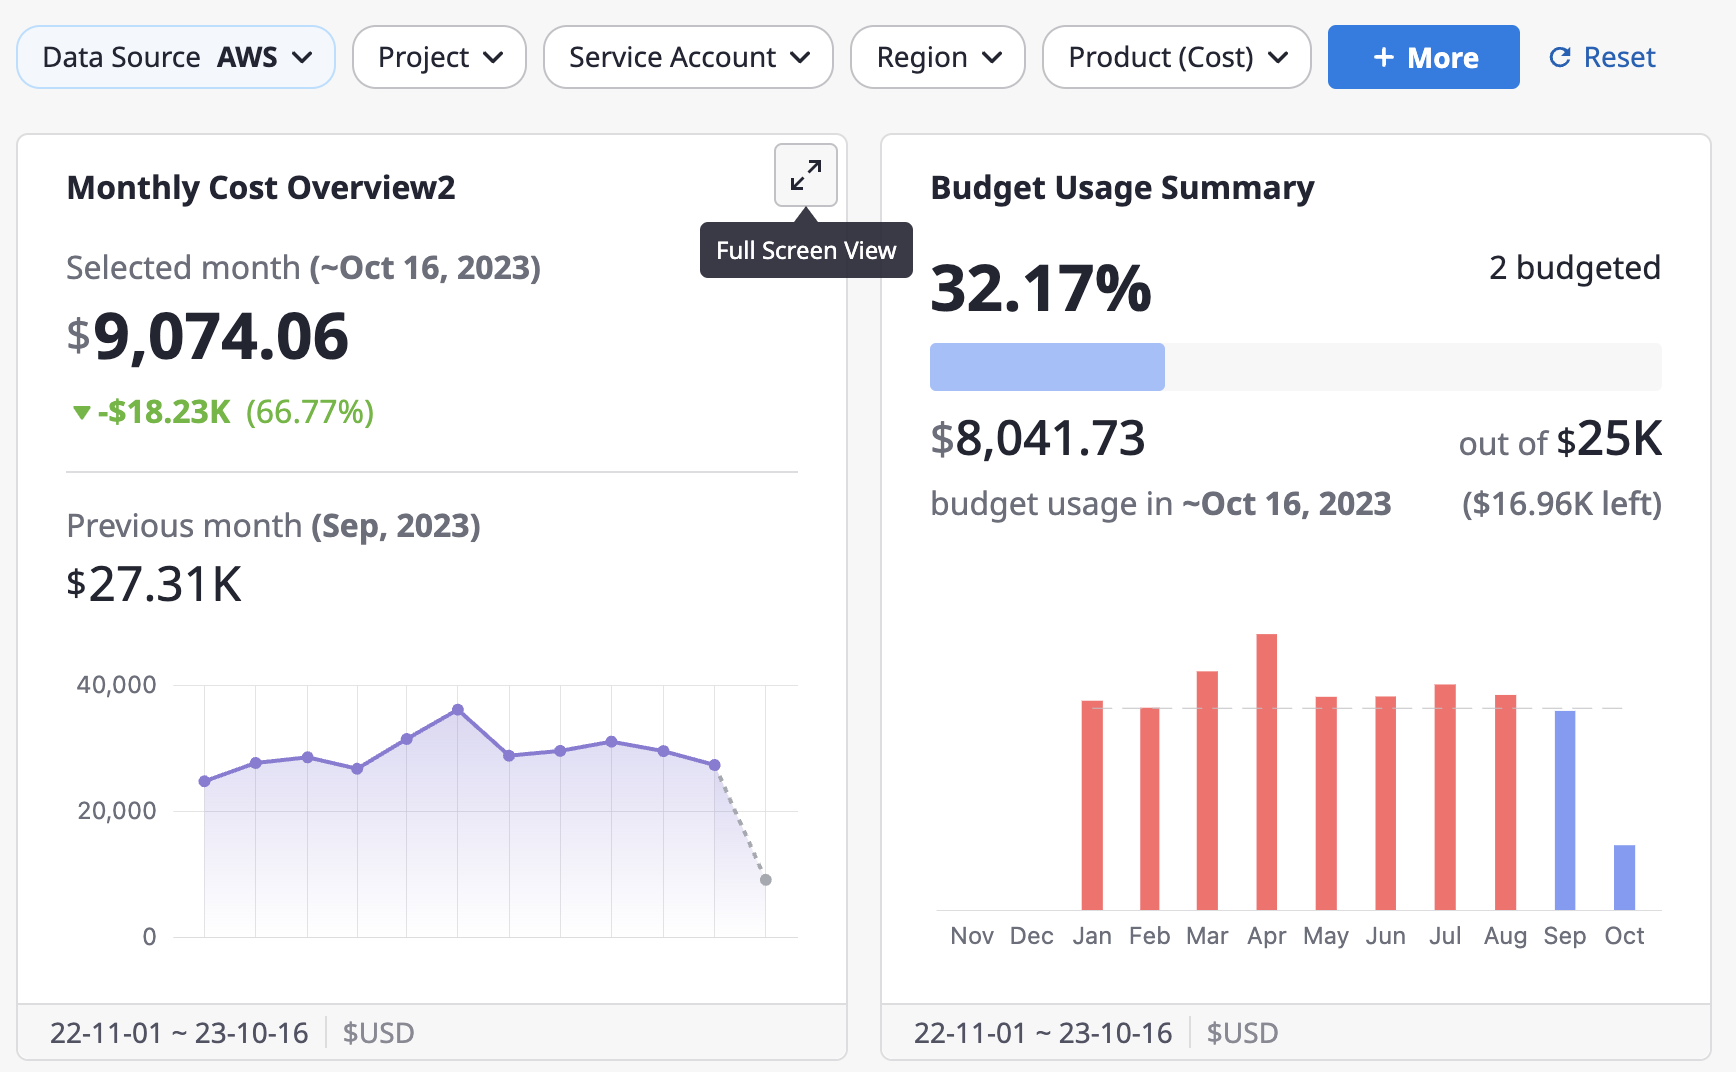 Data Source AWS
Project
Service Account
Region
Product (Cost)
+ More
Reset
Monthly Cost Overview2
Full Screen View
Selected month (~Oct 16, 2023)
$9,074.06
-$18.23K (66.77%)
Previous month (Sep, 2023)
$27.31K
40,000
20,000
0
22-11-01 ~ 23-10-16
$USD
Budget Usage Summary
32.17%
2 budgeted
$8,041.73
out of $25K
budget usage in ~Oct 16, 2023
($16.96K left)
Nov Dec Jan Feb Mar Apr May Jun Jul Aug Sep Oct
22-11-01 ~ 23-10-16
$USD